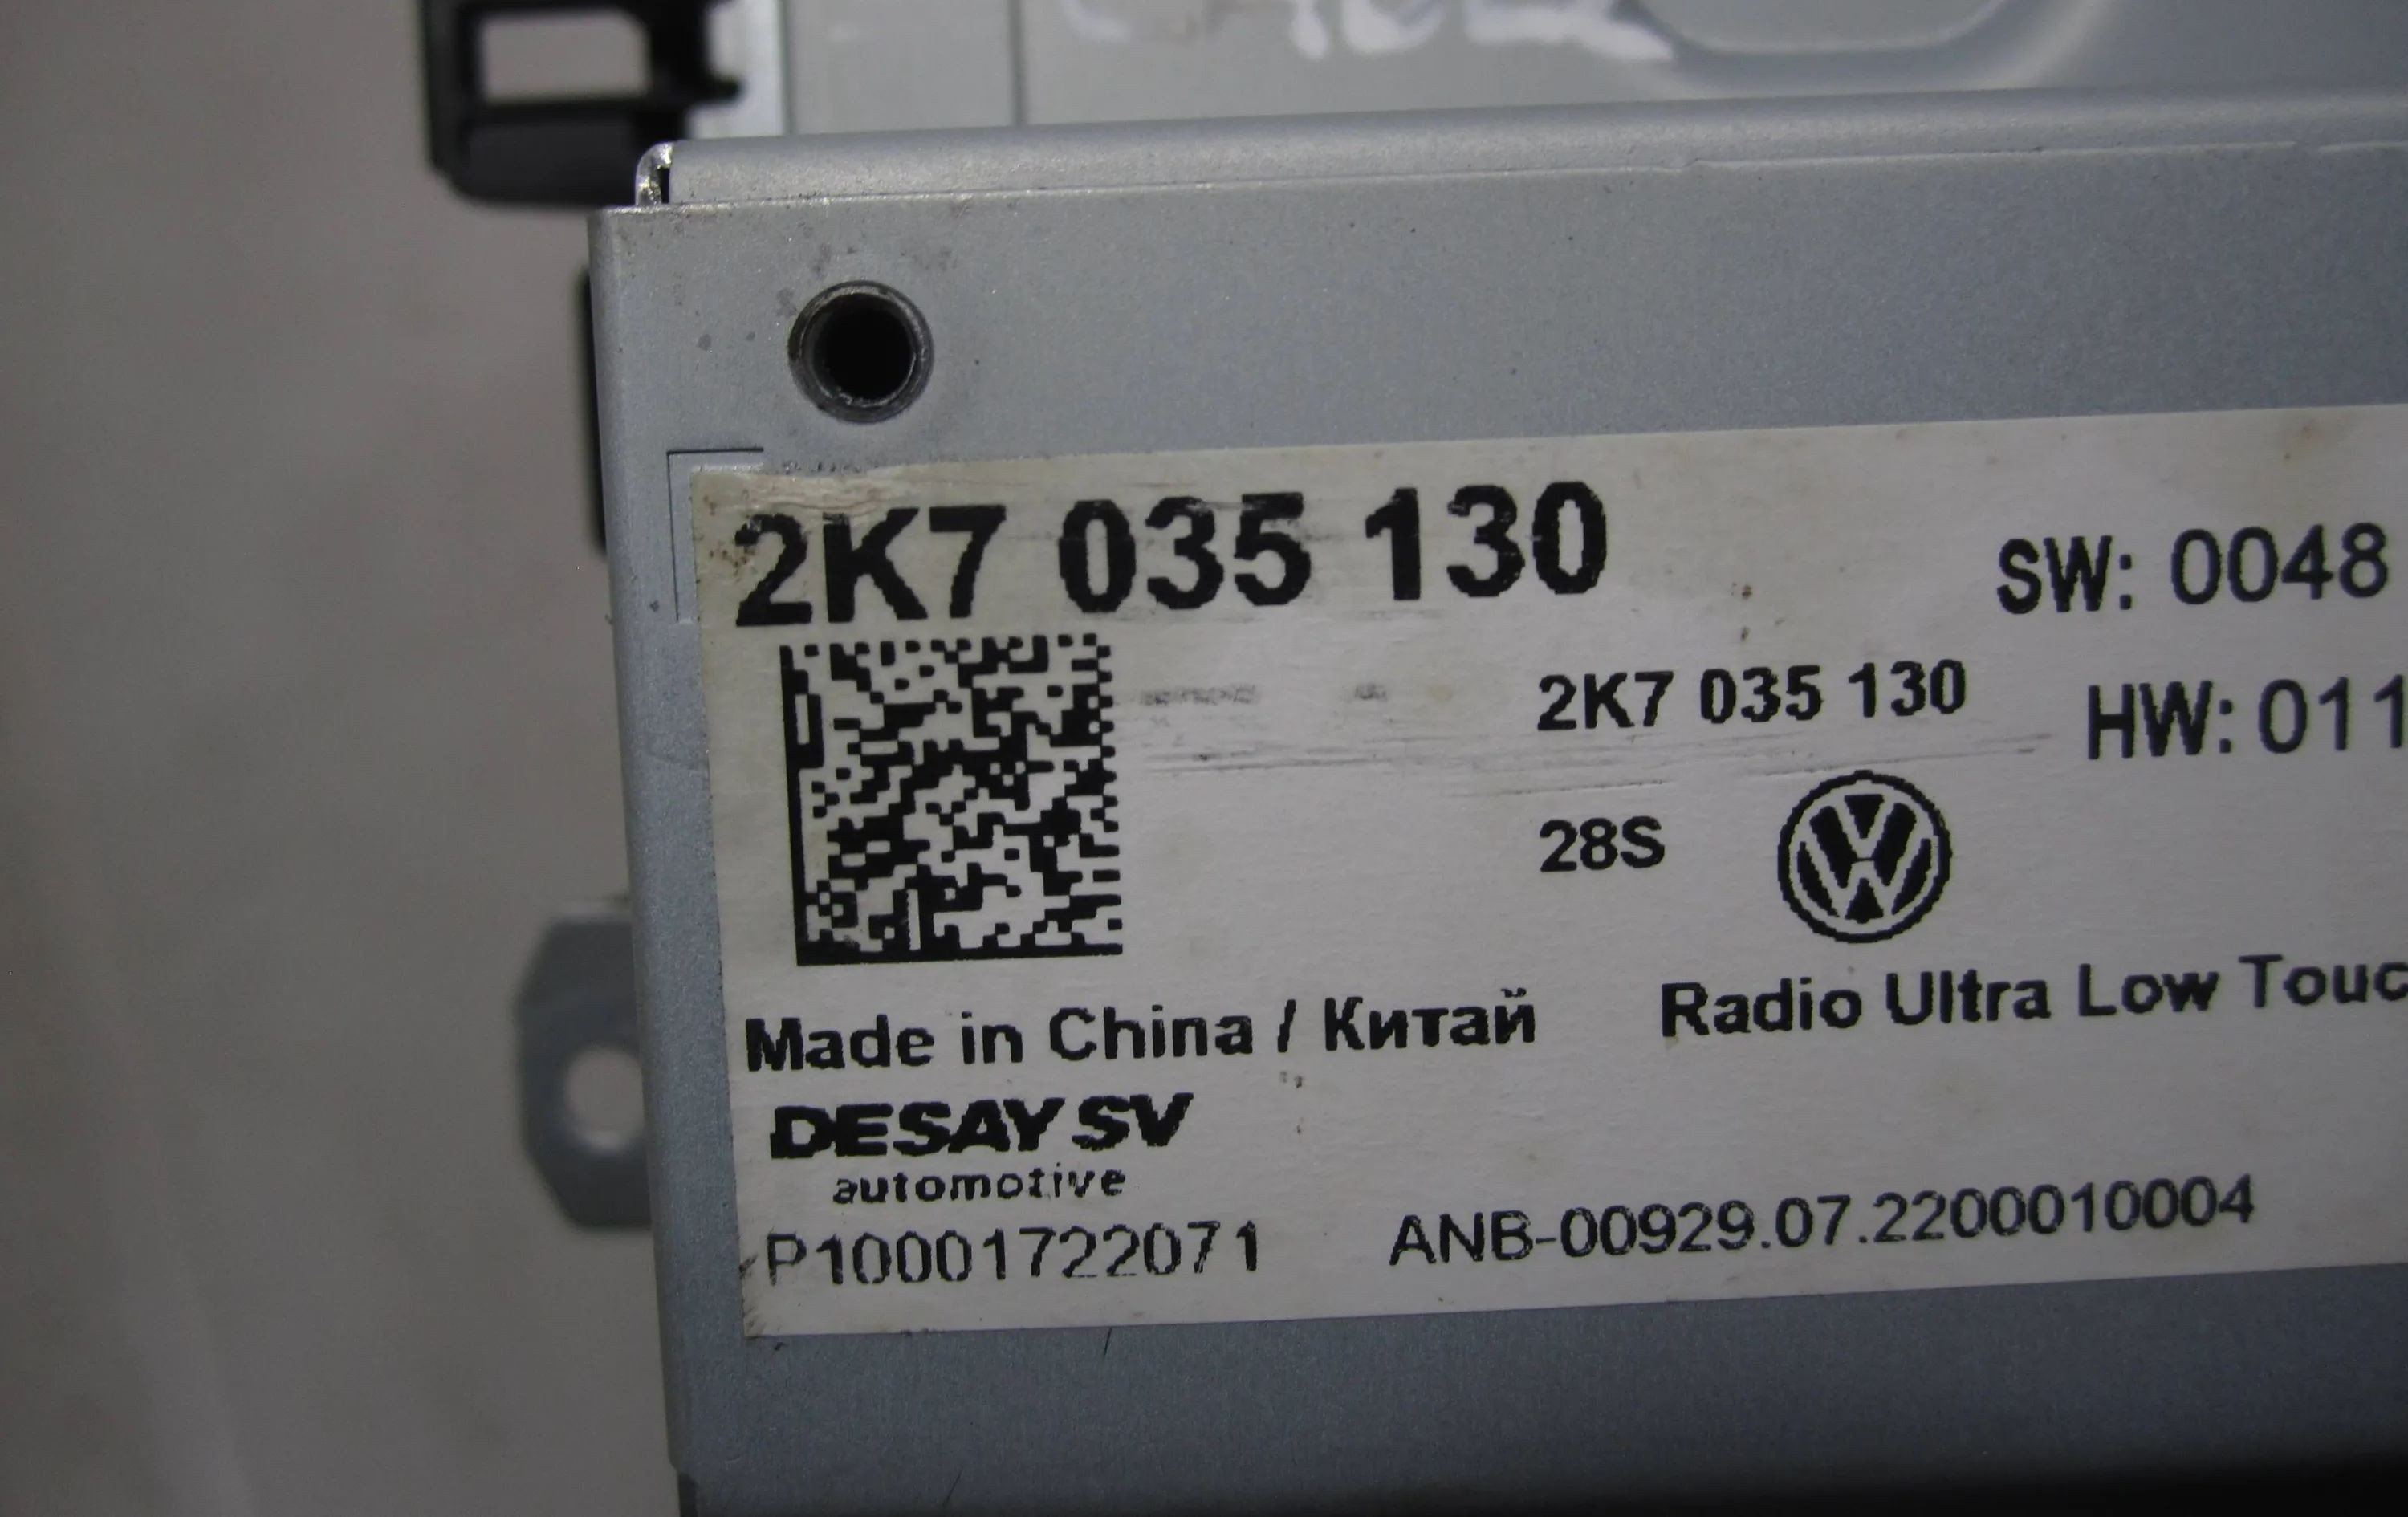 2K7 035 130
SW: 0048
2K7 035 130
HW: 011
28S
Made in China / Китай
Radio Ultra Low Touc
DESAY SV
automotive
P10001722071
ANB-00929.07.2200010004